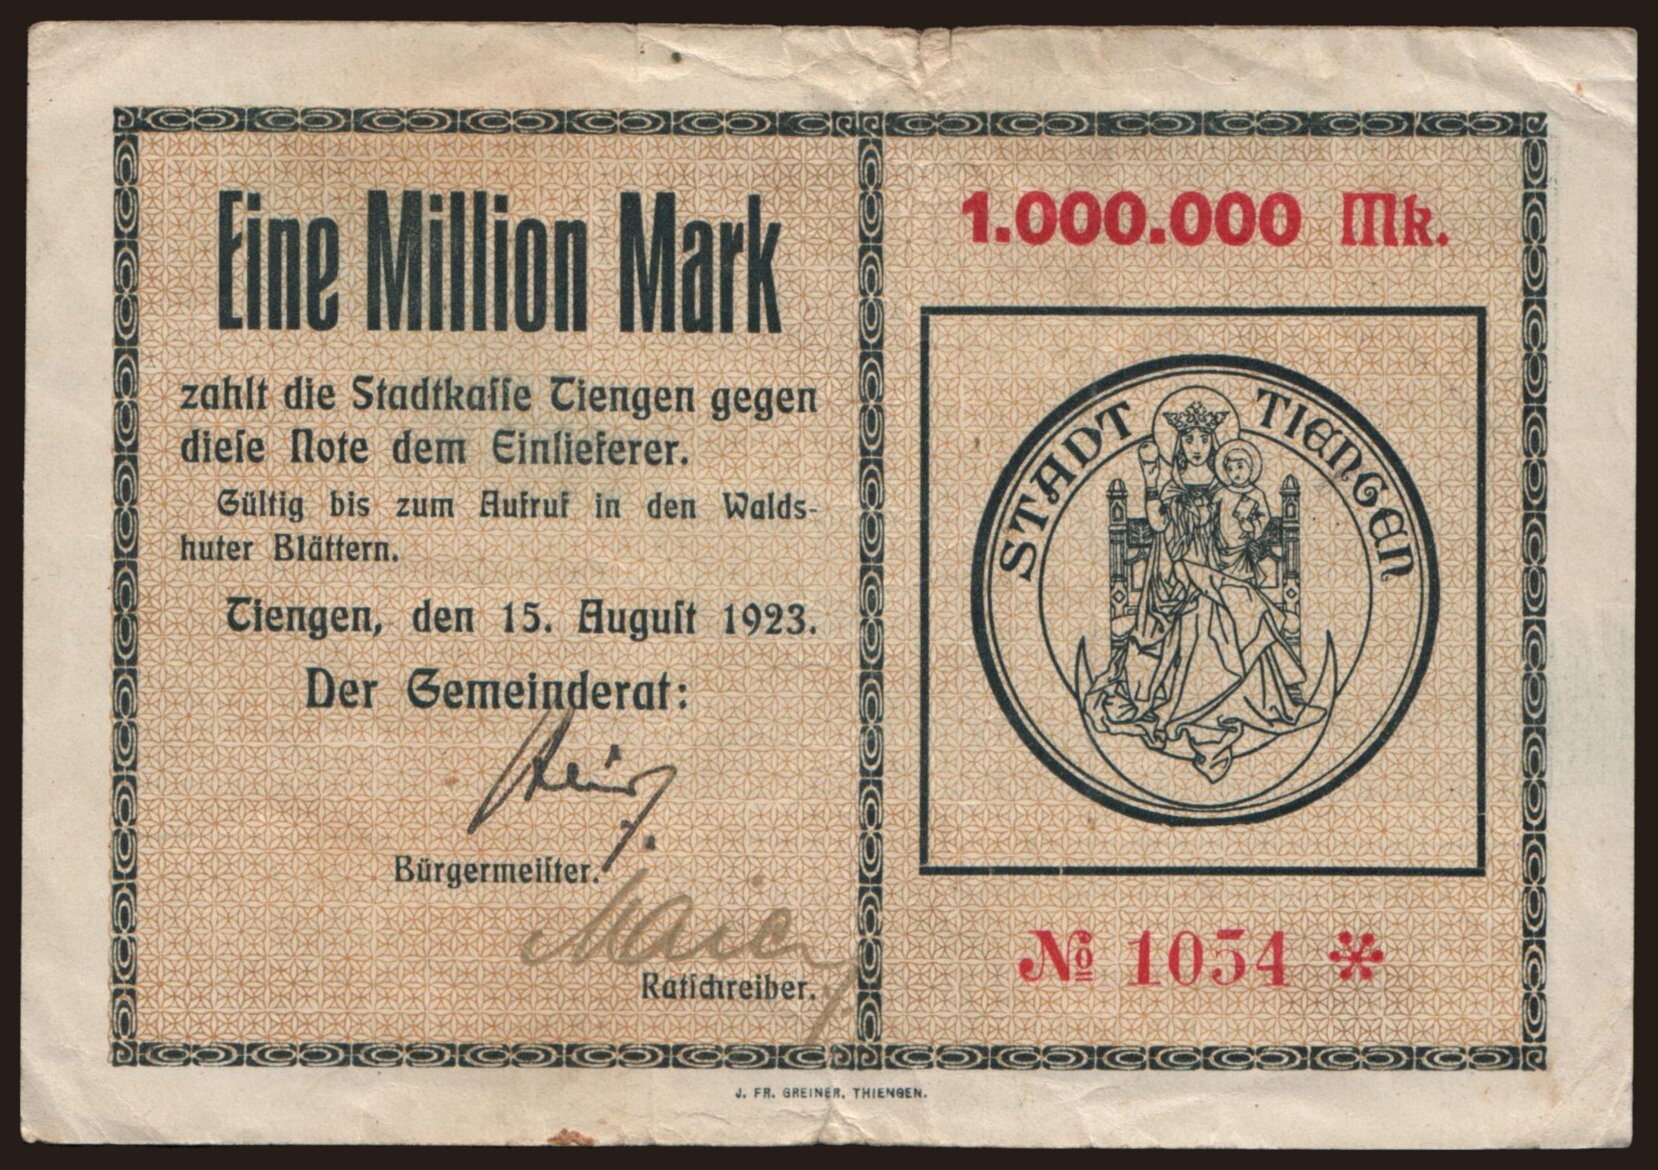 Eine Million Mark
zahlt die Stadtkaſſe Tiengen gegen
dieſe Note dem Einlieferer.
Gültig bis zum Aufruf in den Walds-
huter Blättern.
Tiengen, den 15. Auguſt 1923.
Der Gemeinderat:
Bürgermeiſter.
Maier
Ratſchreiber.
1.000.000 Mk.
STADT TIENGEN
№ 1054 *
J. FR. GREINER, THIENGEN.